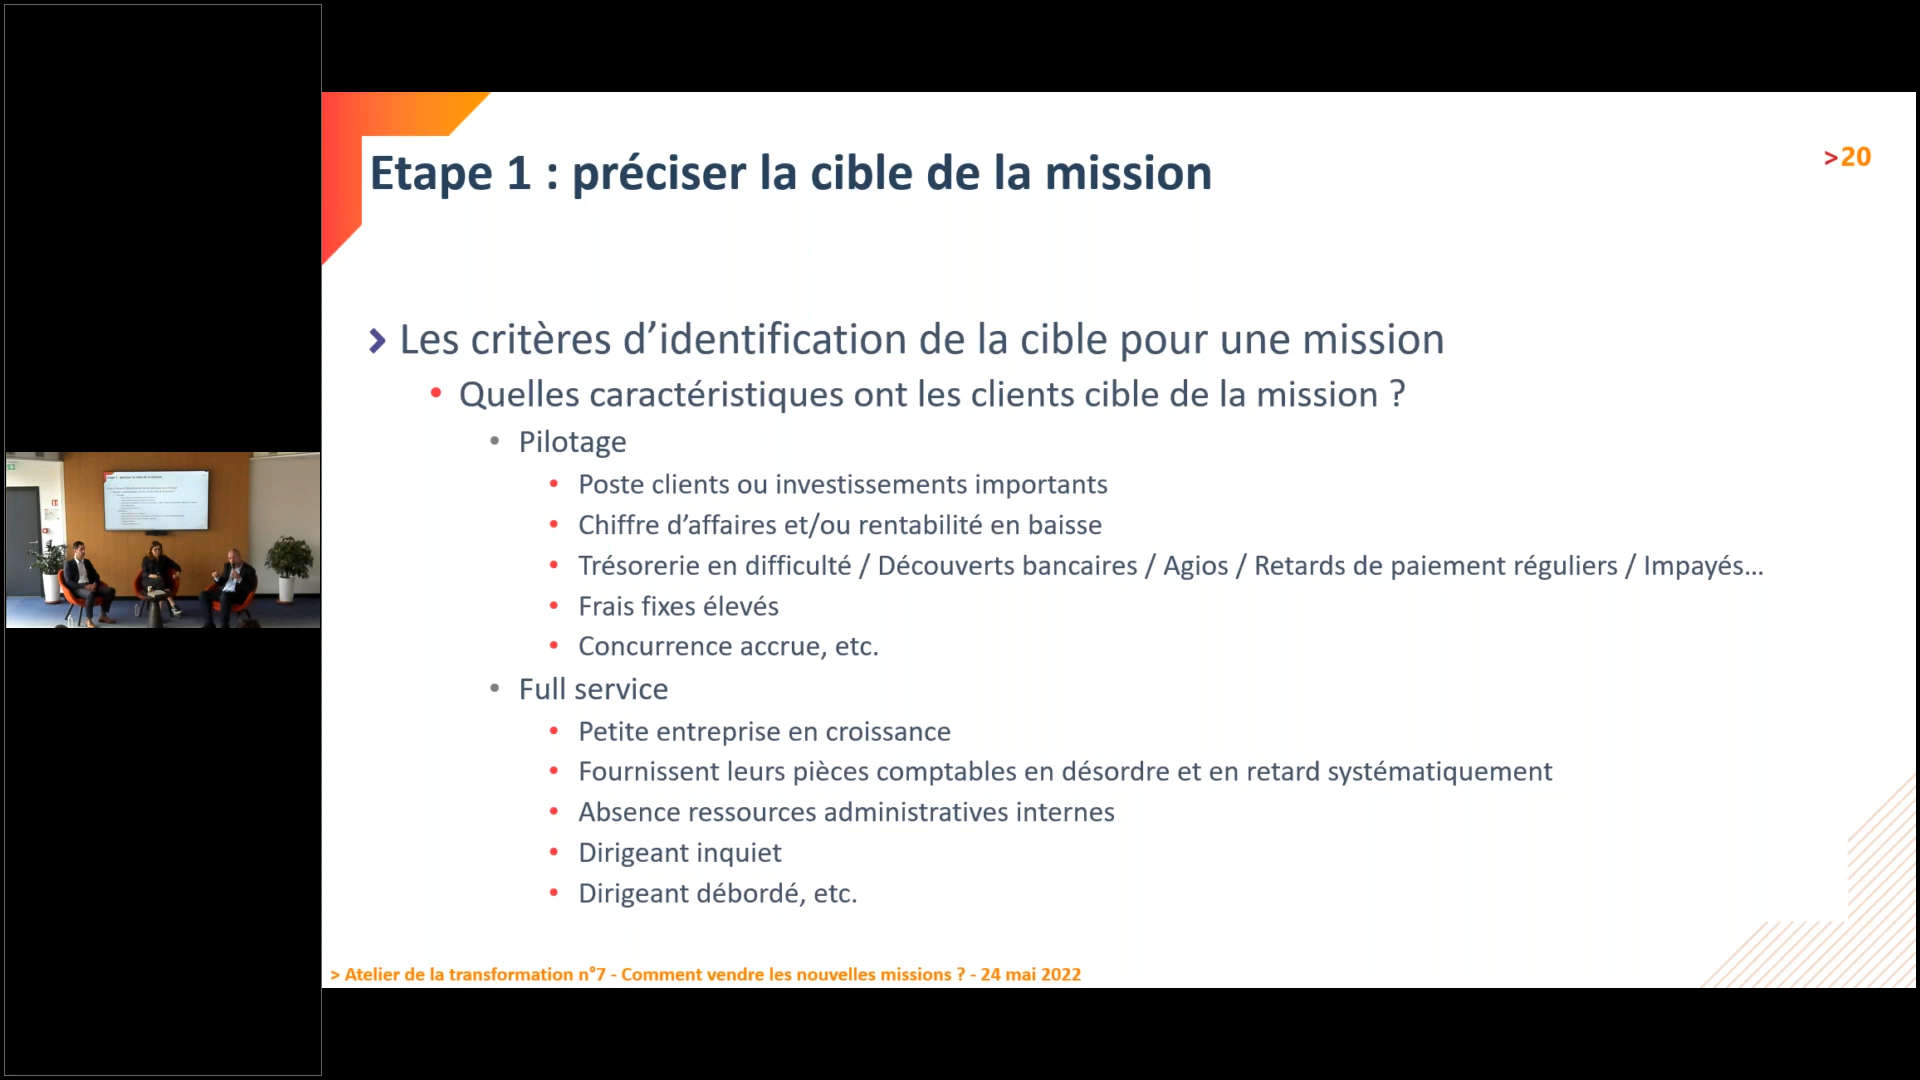 Etape 1 : préciser la cible de la mission
>20
Les critères d’identification de la cible pour une mission
• Quelles caractéristiques ont les clients cible de la mission ?
• Pilotage
• Poste clients ou investissements importants
• Chiffre d’affaires et/ou rentabilité en baisse
• Trésorerie en difficulté / Découverts bancaires / Agios / Retards de paiement réguliers / Impayés...
• Frais fixes élevés
• Concurrence accrue, etc.
• Full service
• Petite entreprise en croissance
• Fournissent leurs pièces comptables en désordre et en retard systématiquement
• Absence ressources administratives internes
• Dirigeant inquiet
• Dirigeant débordé, etc.
> Atelier de la transformation n°7 - Comment vendre les nouvelles missions ? - 24 mai 2022